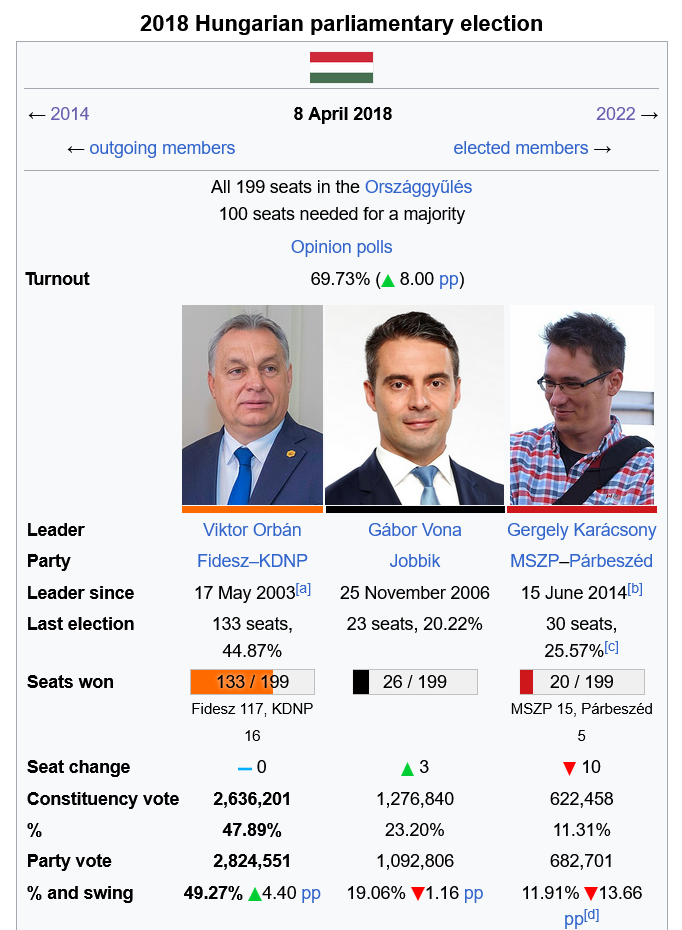 2018 Hungarian parliamentary election
← 2014 8 April 2018 2022 →
← outgoing members elected members →
All 199 seats in the Országgyűlés
100 seats needed for a majority
Opinion polls
Turnout 69.73% (▲ 8.00 pp)
Leader Viktor Orbán Gábor Vona Gergely Karácsony
Party Fidesz–KDNP Jobbik MSZP–Párbeszéd
Leader since 17 May 2003[a] 25 November 2006 15 June 2014[b]
Last election 133 seats, 23 seats, 20.22% 30 seats,
44.87% 25.57%[c]
Seats won 133 / 199 26 / 199 20 / 199
Fidesz 117, KDNP MSZP 15, Párbeszéd
16 5
Seat change 0 ▲ 3 ▼ 10
Constituency vote 2,636,201 1,276,840 622,458
% 47.89% 23.20% 11.31%
Party vote 2,824,551 1,092,806 682,701
% and swing 49.27% ▲4.40 pp 19.06% ▼1.16 pp 11.91% ▼13.66
pp[d]